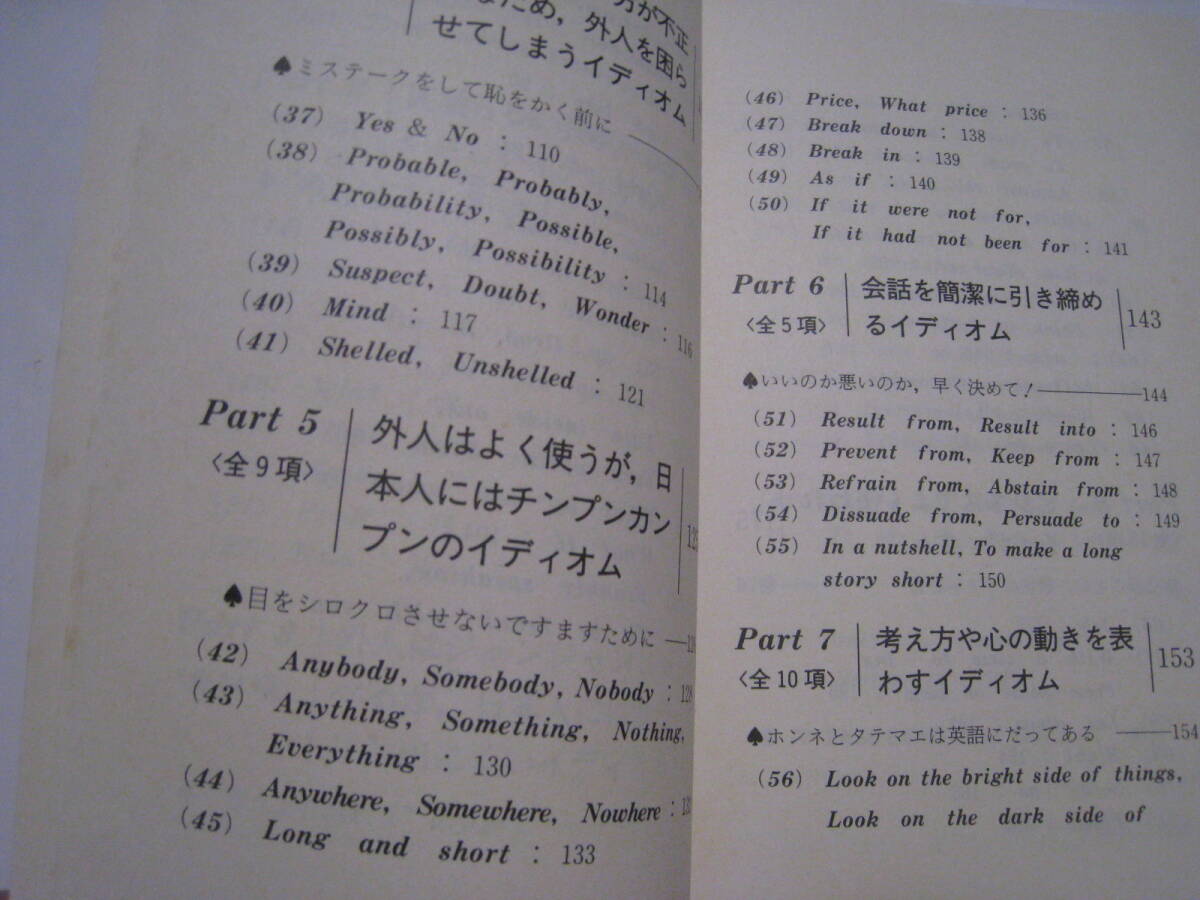 方が不正
ため，外人を困ら
せてしまうイディオム
♠ミステークをして恥をかく前に
(37) Yes & No : 110
(38) Probable, Probably,
Probability, Possible,
Possibly, Possibility : 114
(39) Suspect, Doubt, Wonder : 116
(40) Mind : 117
(41) Shelled, Unshelled : 121
Part 5
〈全9項〉
外人はよく使うが，日
本人にはチンプンカン
プンのイディオム
♠目をシロクロさせないですますために
(42) Anybody, Somebody, Nobody : 128
(43) Anything, Something, Nothing,
Everything : 130
(44) Anywhere, Somewhere, Nowhere :
(45) Long and short : 133
(46) Price, What price : 136
(47) Break down : 138
(48) Break in : 139
(49) As if : 140
(50) If it were not for,
If it had not been for : 141
Part 6
〈全5項〉
会話を簡潔に引き締め
るイディオム
143
♠いいのか悪いのか，早く決めて！——144
(51) Result from, Result into : 146
(52) Prevent from, Keep from : 147
(53) Refrain from, Abstain from : 148
(54) Dissuade from, Persuade to : 149
(55) In a nutshell, To make a long
story short : 150
Part 7
〈全10項〉
考え方や心の動きを表
わすイディオム
153
♠ホンネとタテマエは英語にだってある——154
(56) Look on the bright side of things,
Look on the dark side of